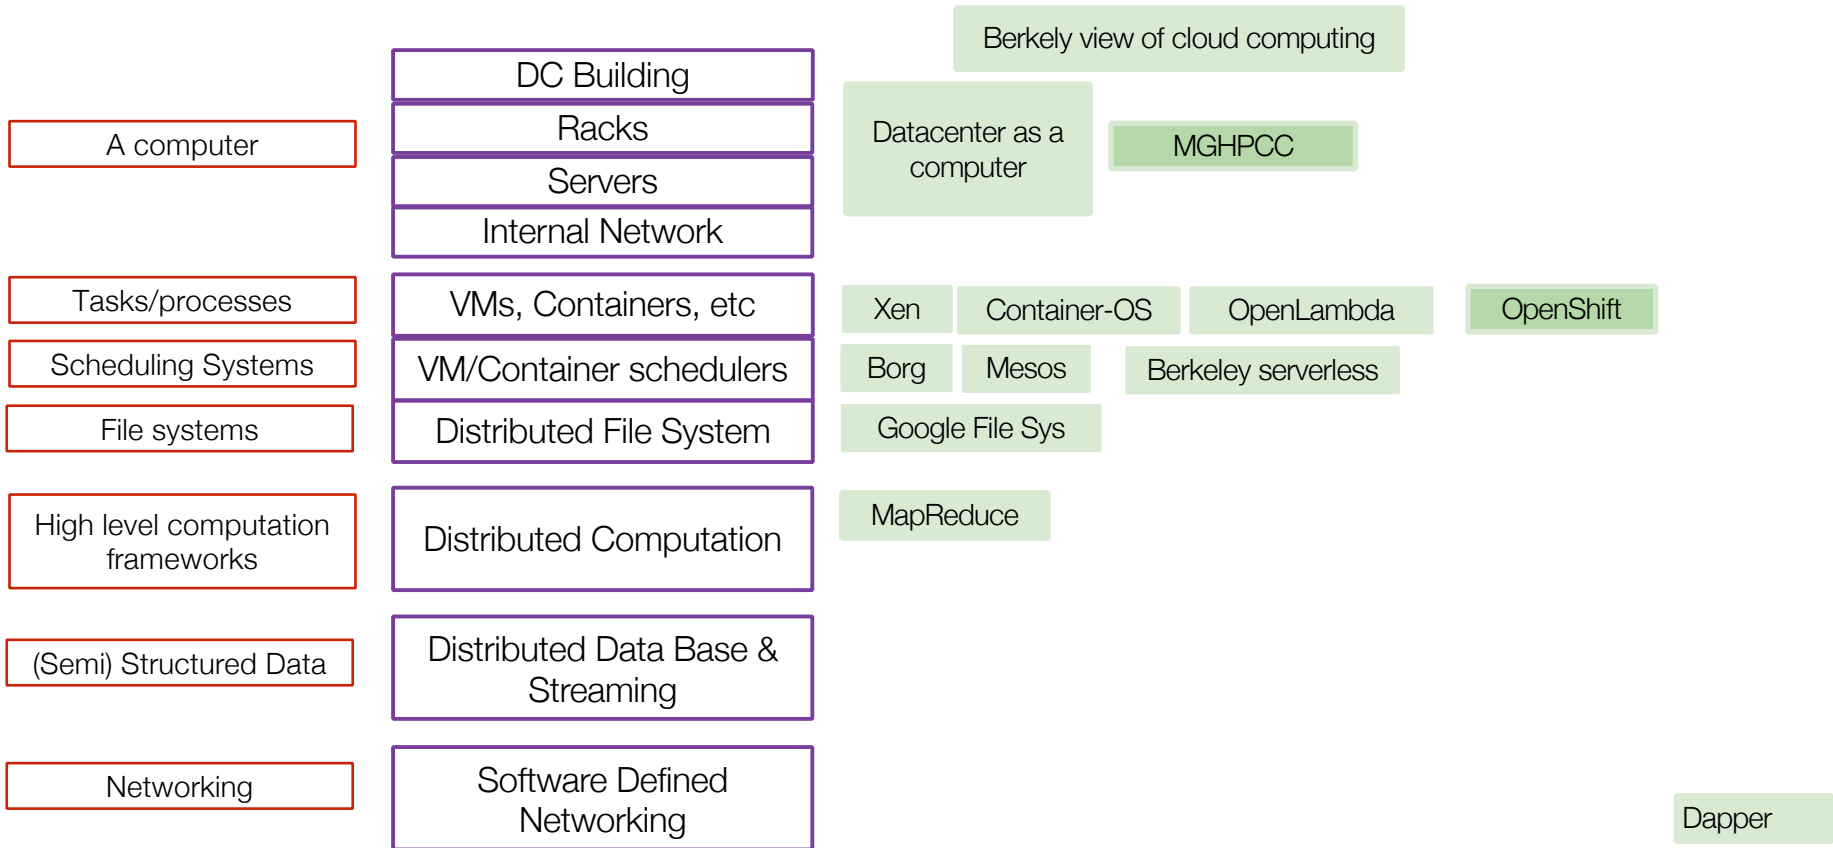 Berkely view of cloud computing
DC Building
A computer
Racks
Datacenter as a
computer
MGHPCC
Servers
Internal Network
Tasks/processes
VMs, Containers, etc
Xen
Container-OS
OpenLambda
OpenShift
Scheduling Systems
VM/Container schedulers
Borg
Mesos
Berkeley serverless
File systems
Distributed File System
Google File Sys
High level computation
frameworks
Distributed Computation
MapReduce
(Semi) Structured Data
Distributed Data Base &
Streaming
Networking
Software Defined
Networking
Dapper